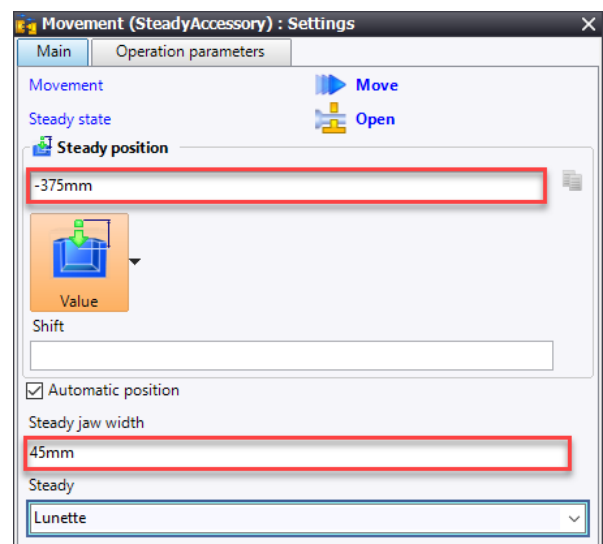 Movement (SteadyAccessory) : Settings
Main Operation parameters
Movement Move
Steady state Open
Steady position
-375mm
Value
Shift
Automatic position
Steady jaw width
45mm
Steady
Lunette